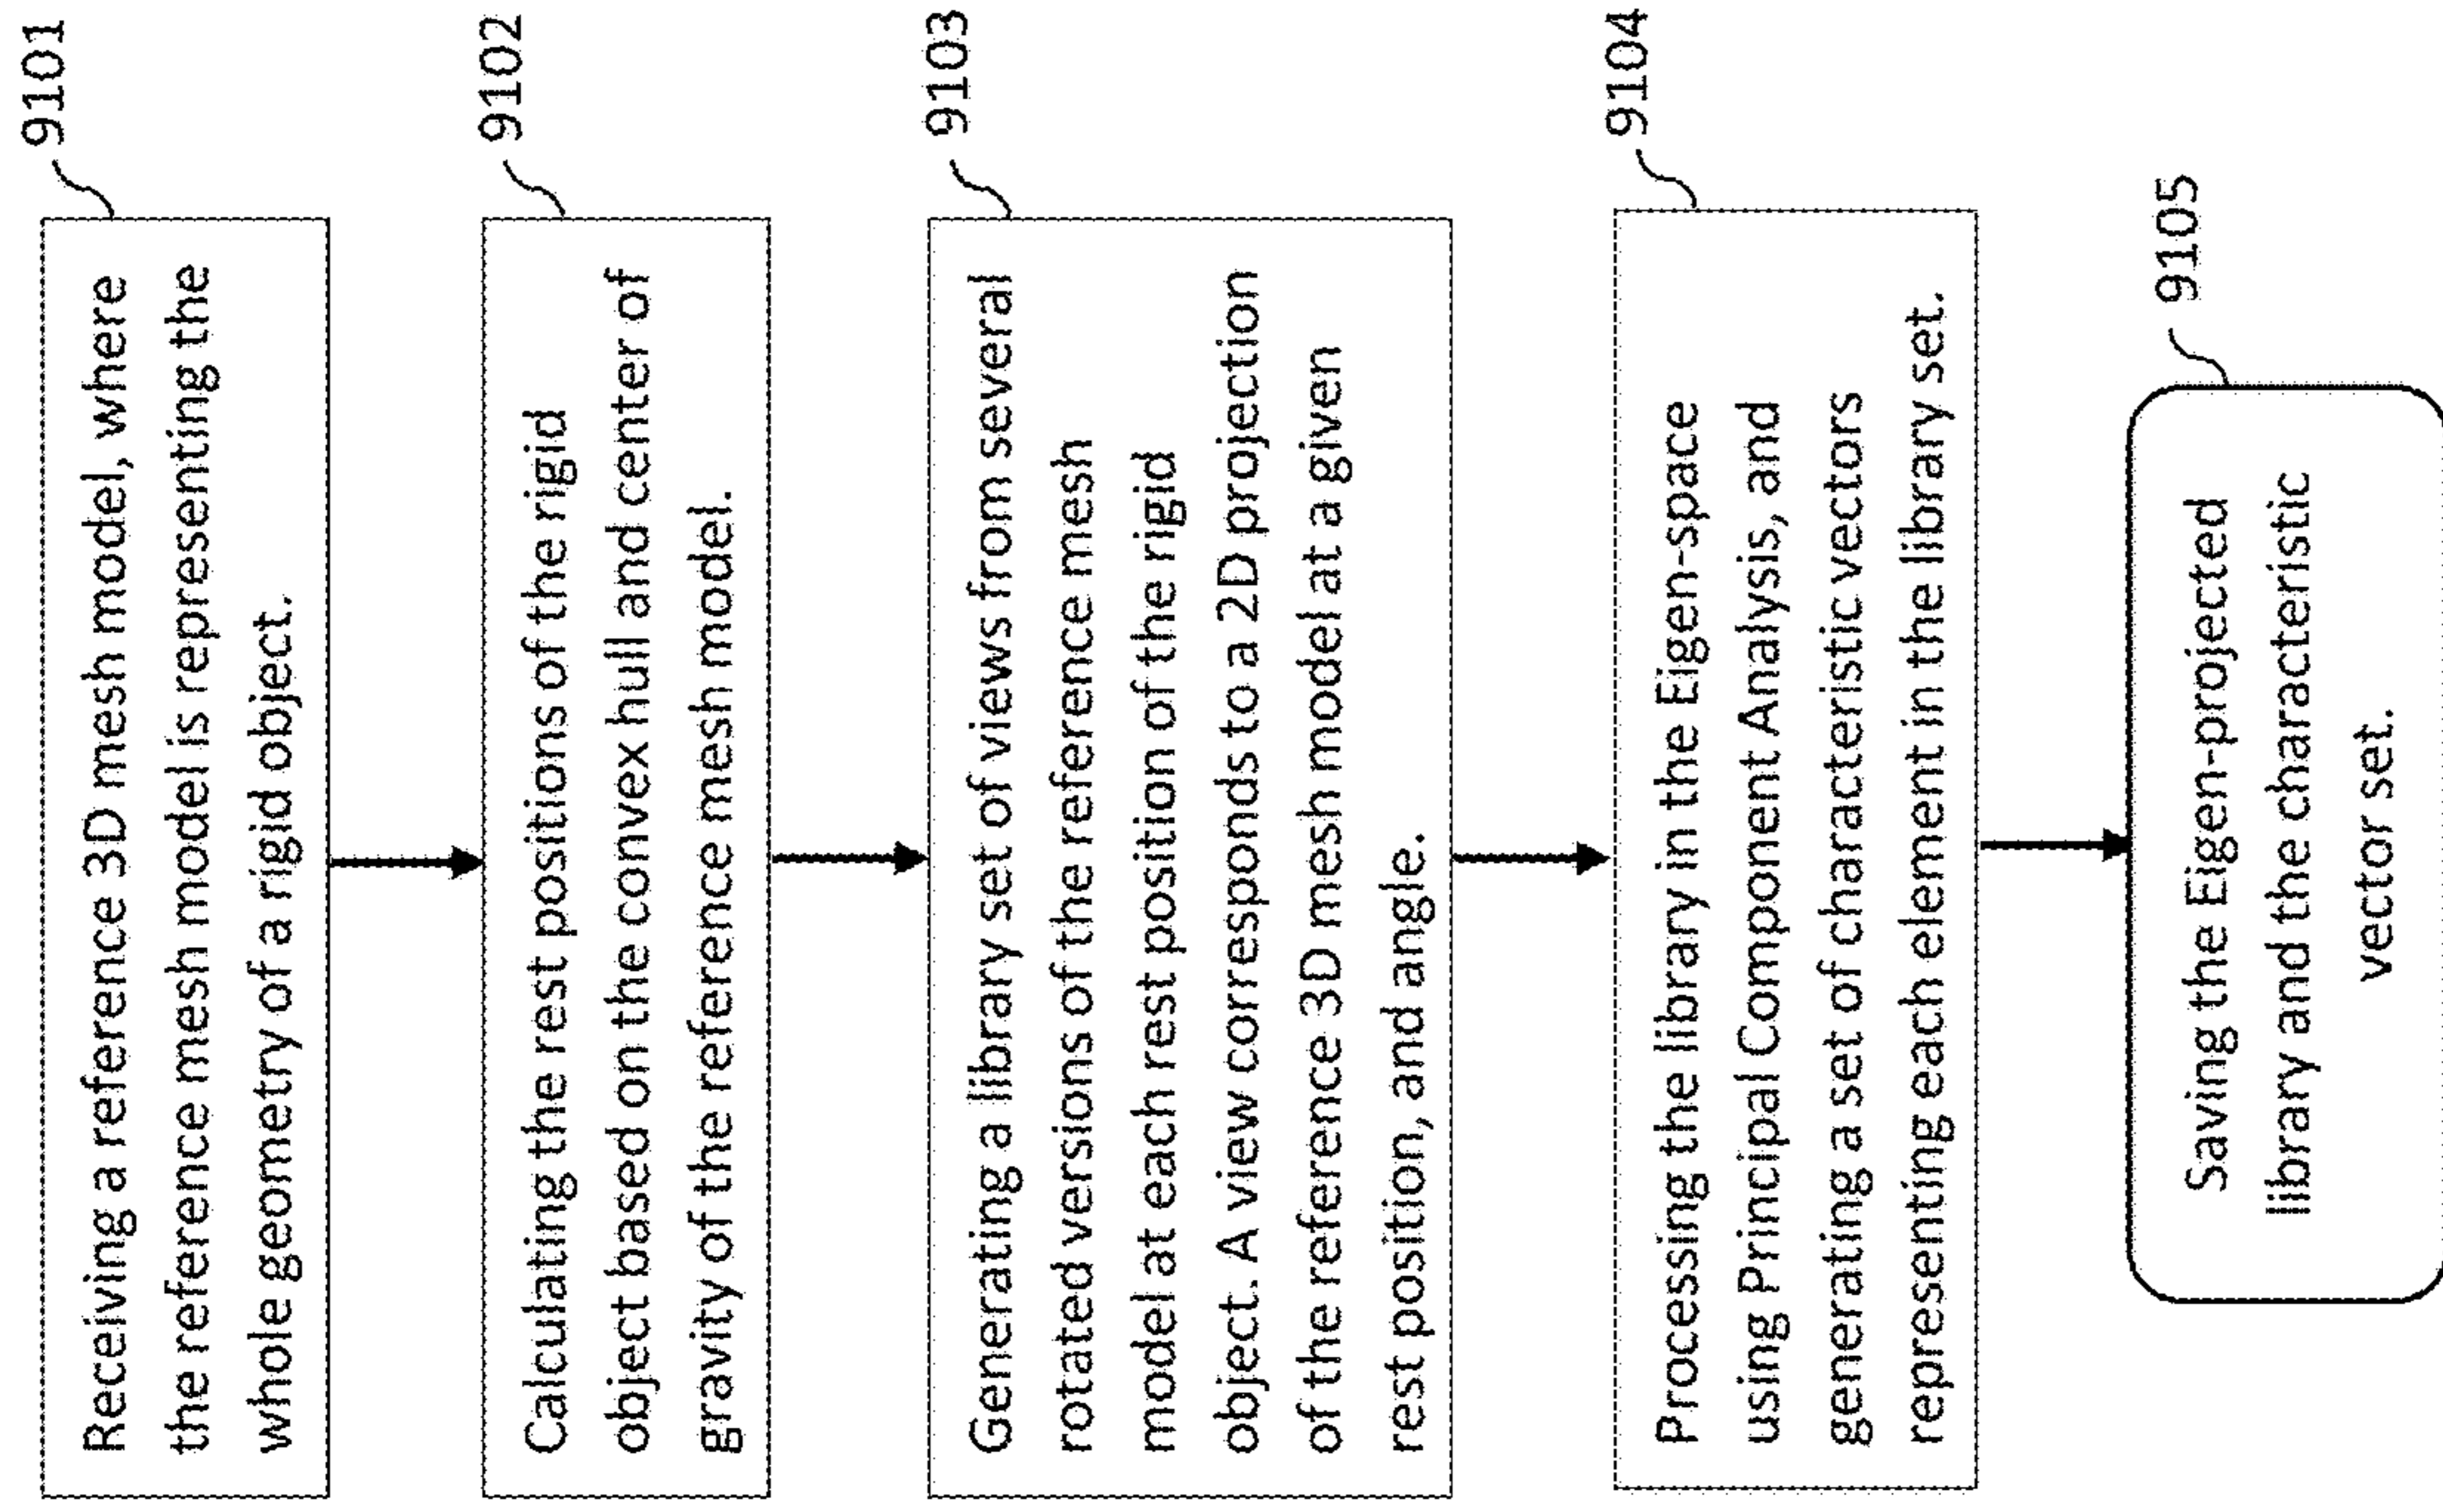 9101
Receiving a reference 3D mesh model, where
the reference mesh model is representing the
whole geometry of a rigid object.
9102
Calculating the rest positions of the rigid
object based on the convex hull and center of
gravity of the reference mesh model.
9103
Generating a library set of views from several
rotated versions of the reference mesh
model at each rest position of the rigid
object. A view corresponds to a 2D projection
of the reference 3D mesh model at a given
rest position, and angle.
9104
Processing the library in the Eigen-space
using Principal Component Analysis, and
generating a set of characteristic vectors
representing each element in the library set.
9105
Saving the Eigen-projected
library and the characteristic
vector set.